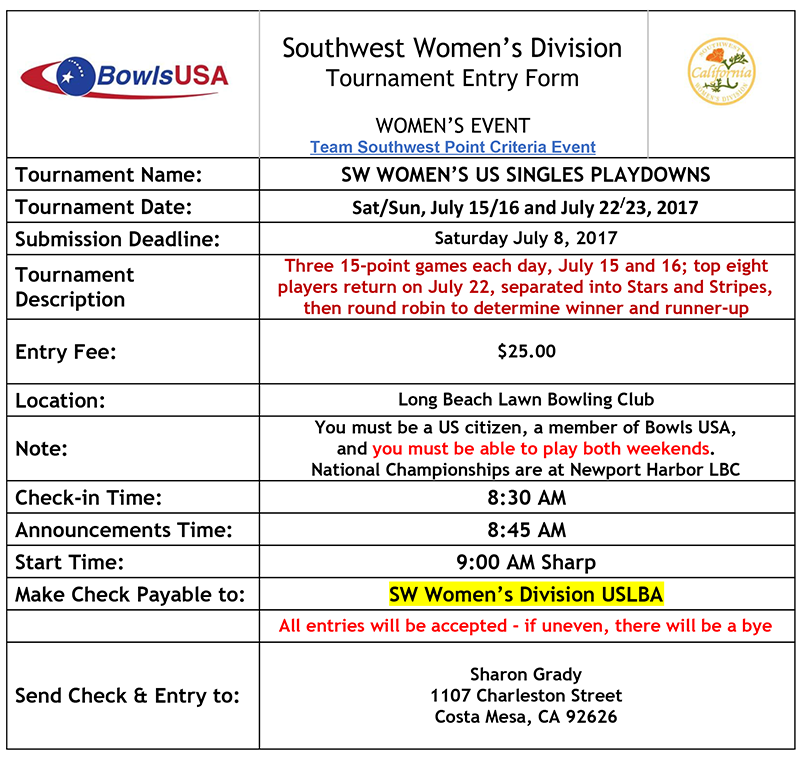 BowlsUSA
Southwest Women's Division
Tournament Entry Form
WOMEN'S EVENT
Team Southwest Point Criteria Event
SOUTHWEST
California
WOMEN'S DIVISION
Tournament Name:
SW WOMEN'S US SINGLES PLAYDOWNS
Tournament Date:
Sat/Sun, July 15/16 and July 22/23, 2017
Submission Deadline:
Saturday July 8, 2017
Tournament
Description
Three 15-point games each day, July 15 and 16; top eight
players return on July 22, separated into Stars and Stripes,
then round robin to determine winner and runner-up
Entry Fee:
$25.00
Location:
Long Beach Lawn Bowling Club
Note:
You must be a US citizen, a member of Bowls USA,
and you must be able to play both weekends.
National Championships are at Newport Harbor LBC
Check-in Time:
8:30 AM
Announcements Time:
8:45 AM
Start Time:
9:00 AM Sharp
Make Check Payable to:
SW Women's Division USLBA
All entries will be accepted - if uneven, there will be a bye
Send Check & Entry to:
Sharon Grady
1107 Charleston Street
Costa Mesa, CA 92626